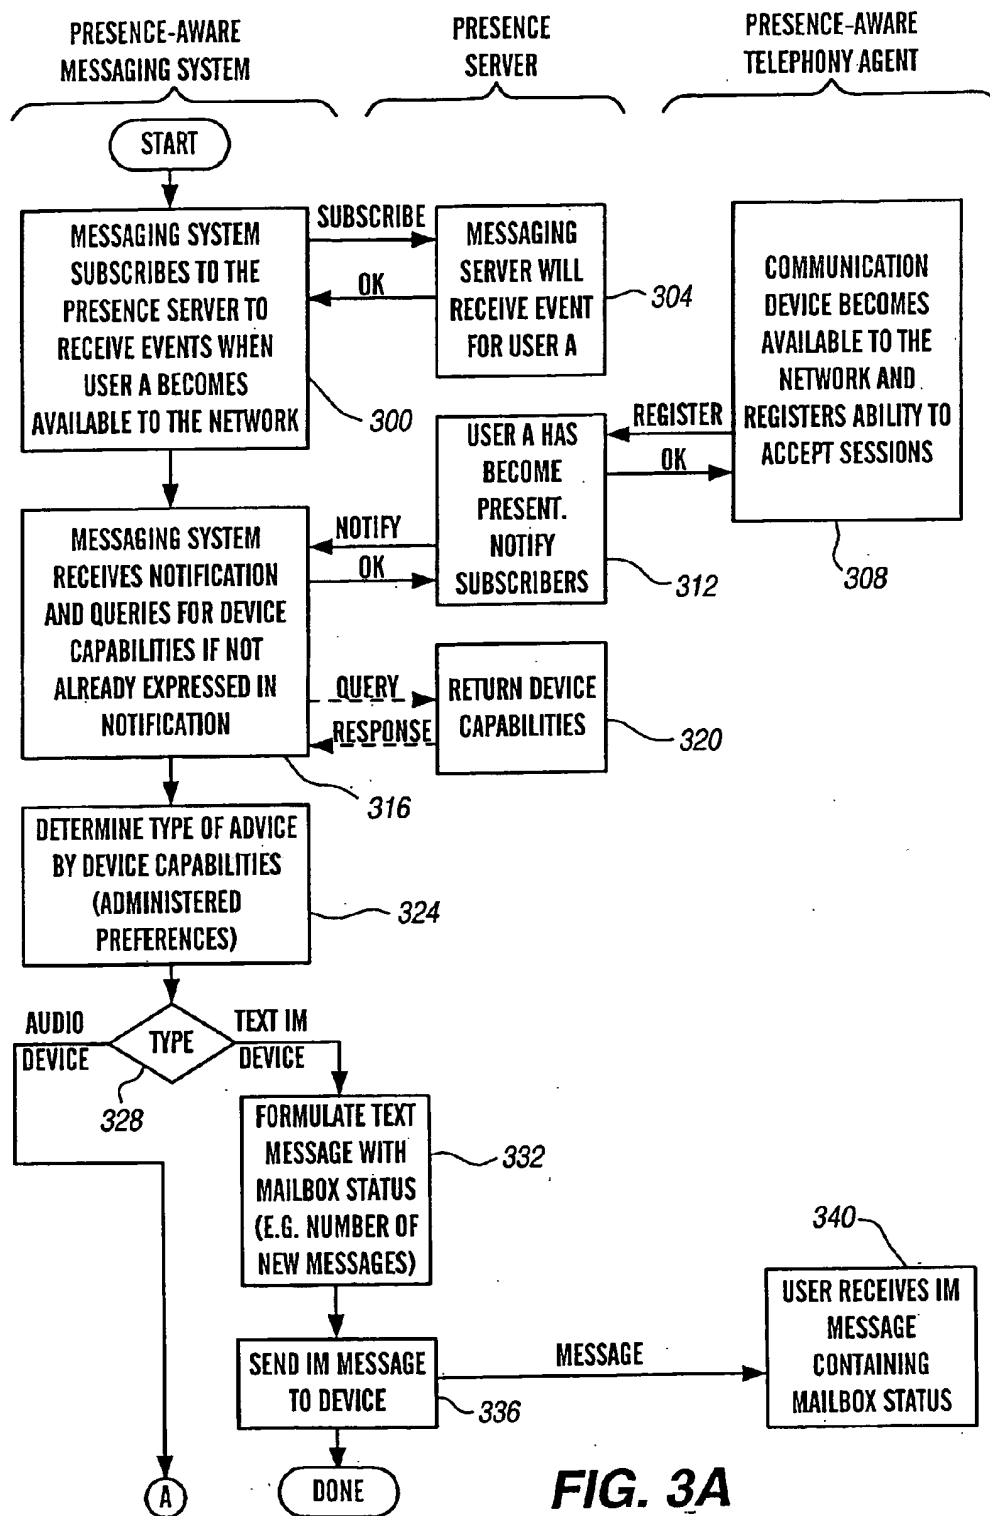 PRESENCE-AWARE
MESSAGING SYSTEM
PRESENCE
SERVER
PRESENCE-AWARE
TELEPHONY AGENT
START
MESSAGING SYSTEM
SUBSCRIBES TO THE
PRESENCE SERVER TO
RECEIVE EVENTS WHEN
USER A BECOMES
AVAILABLE TO THE NETWORK
300
SUBSCRIBE
OK
MESSAGING
SERVER WILL
RECEIVE EVENT
FOR USER A
304
COMMUNICATION
DEVICE BECOMES
AVAILABLE TO THE
NETWORK AND
REGISTERS ABILITY TO
ACCEPT SESSIONS
308
REGISTER
OK
USER A HAS
BECOME
PRESENT.
NOTIFY
SUBSCRIBERS
312
NOTIFY
OK
MESSAGING SYSTEM
RECEIVES NOTIFICATION
AND QUERIES FOR DEVICE
CAPABILITIES IF NOT
ALREADY EXPRESSED IN
NOTIFICATION
316
QUERY
RESPONSE
RETURN DEVICE
CAPABILITIES
320
DETERMINE TYPE OF ADVICE
BY DEVICE CAPABILITIES
(ADMINISTERED
PREFERENCES)
324
AUDIO
DEVICE
TYPE
328
TEXT IM
DEVICE
FORMULATE TEXT
MESSAGE WITH
MAILBOX STATUS
(E.G. NUMBER OF
NEW MESSAGES)
332
SEND IM MESSAGE
TO DEVICE
336
MESSAGE
340
USER RECEIVES IM
MESSAGE
CONTAINING
MAILBOX STATUS
A
DONE
FIG. 3A